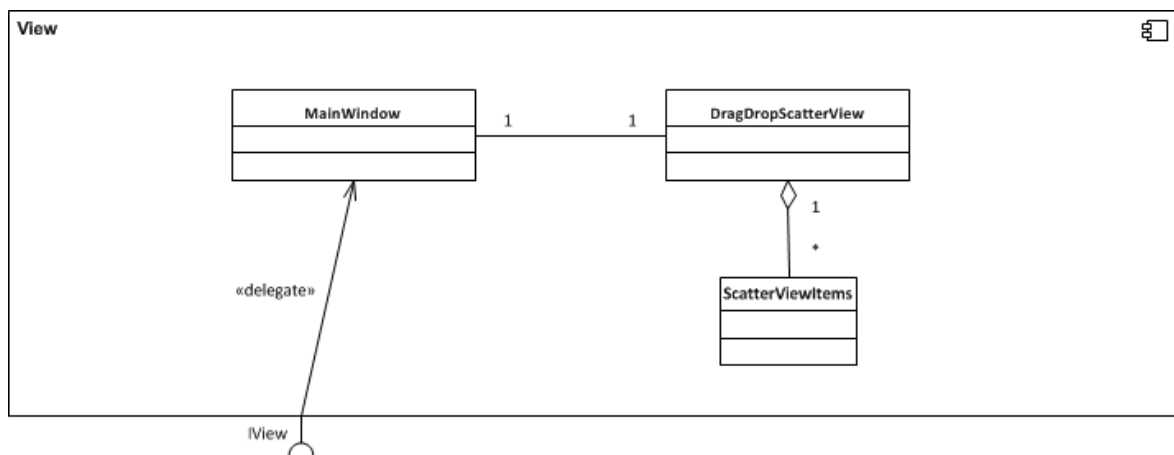 View
MainWindow
DragDropScatterView
1
1
1
*
«delegate»
ScatterViewItems
IView